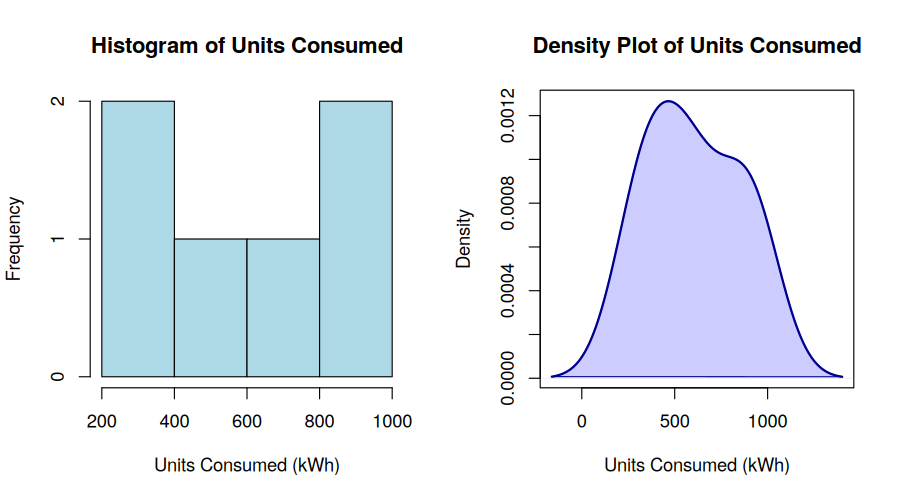 Histogram of Units Consumed
Frequency
0
1
2
200
400
600
800
1000
Units Consumed (kWh)
Density Plot of Units Consumed
Density
0.0000
0.0004
0.0008
0.0012
0
500
1000
Units Consumed (kWh)